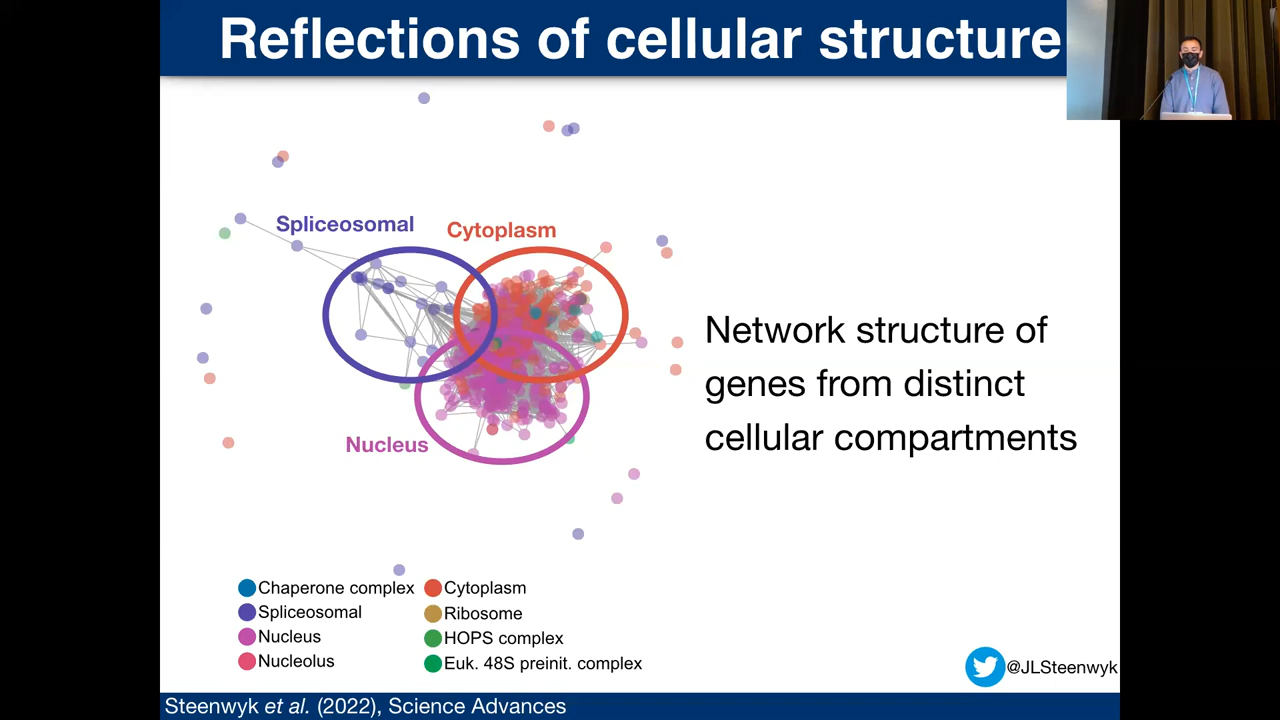 Reflections of cellular structure
Spliceosomal
Cytoplasm
Nucleus
Network structure of
genes from distinct
cellular compartments
Chaperone complex
Spliceosomal
Nucleus
Nucleolus
Cytoplasm
Ribosome
HOPS complex
Euk. 48S preinit. complex
@JLSteenwyk
Steenwyk et al. (2022), Science Advances